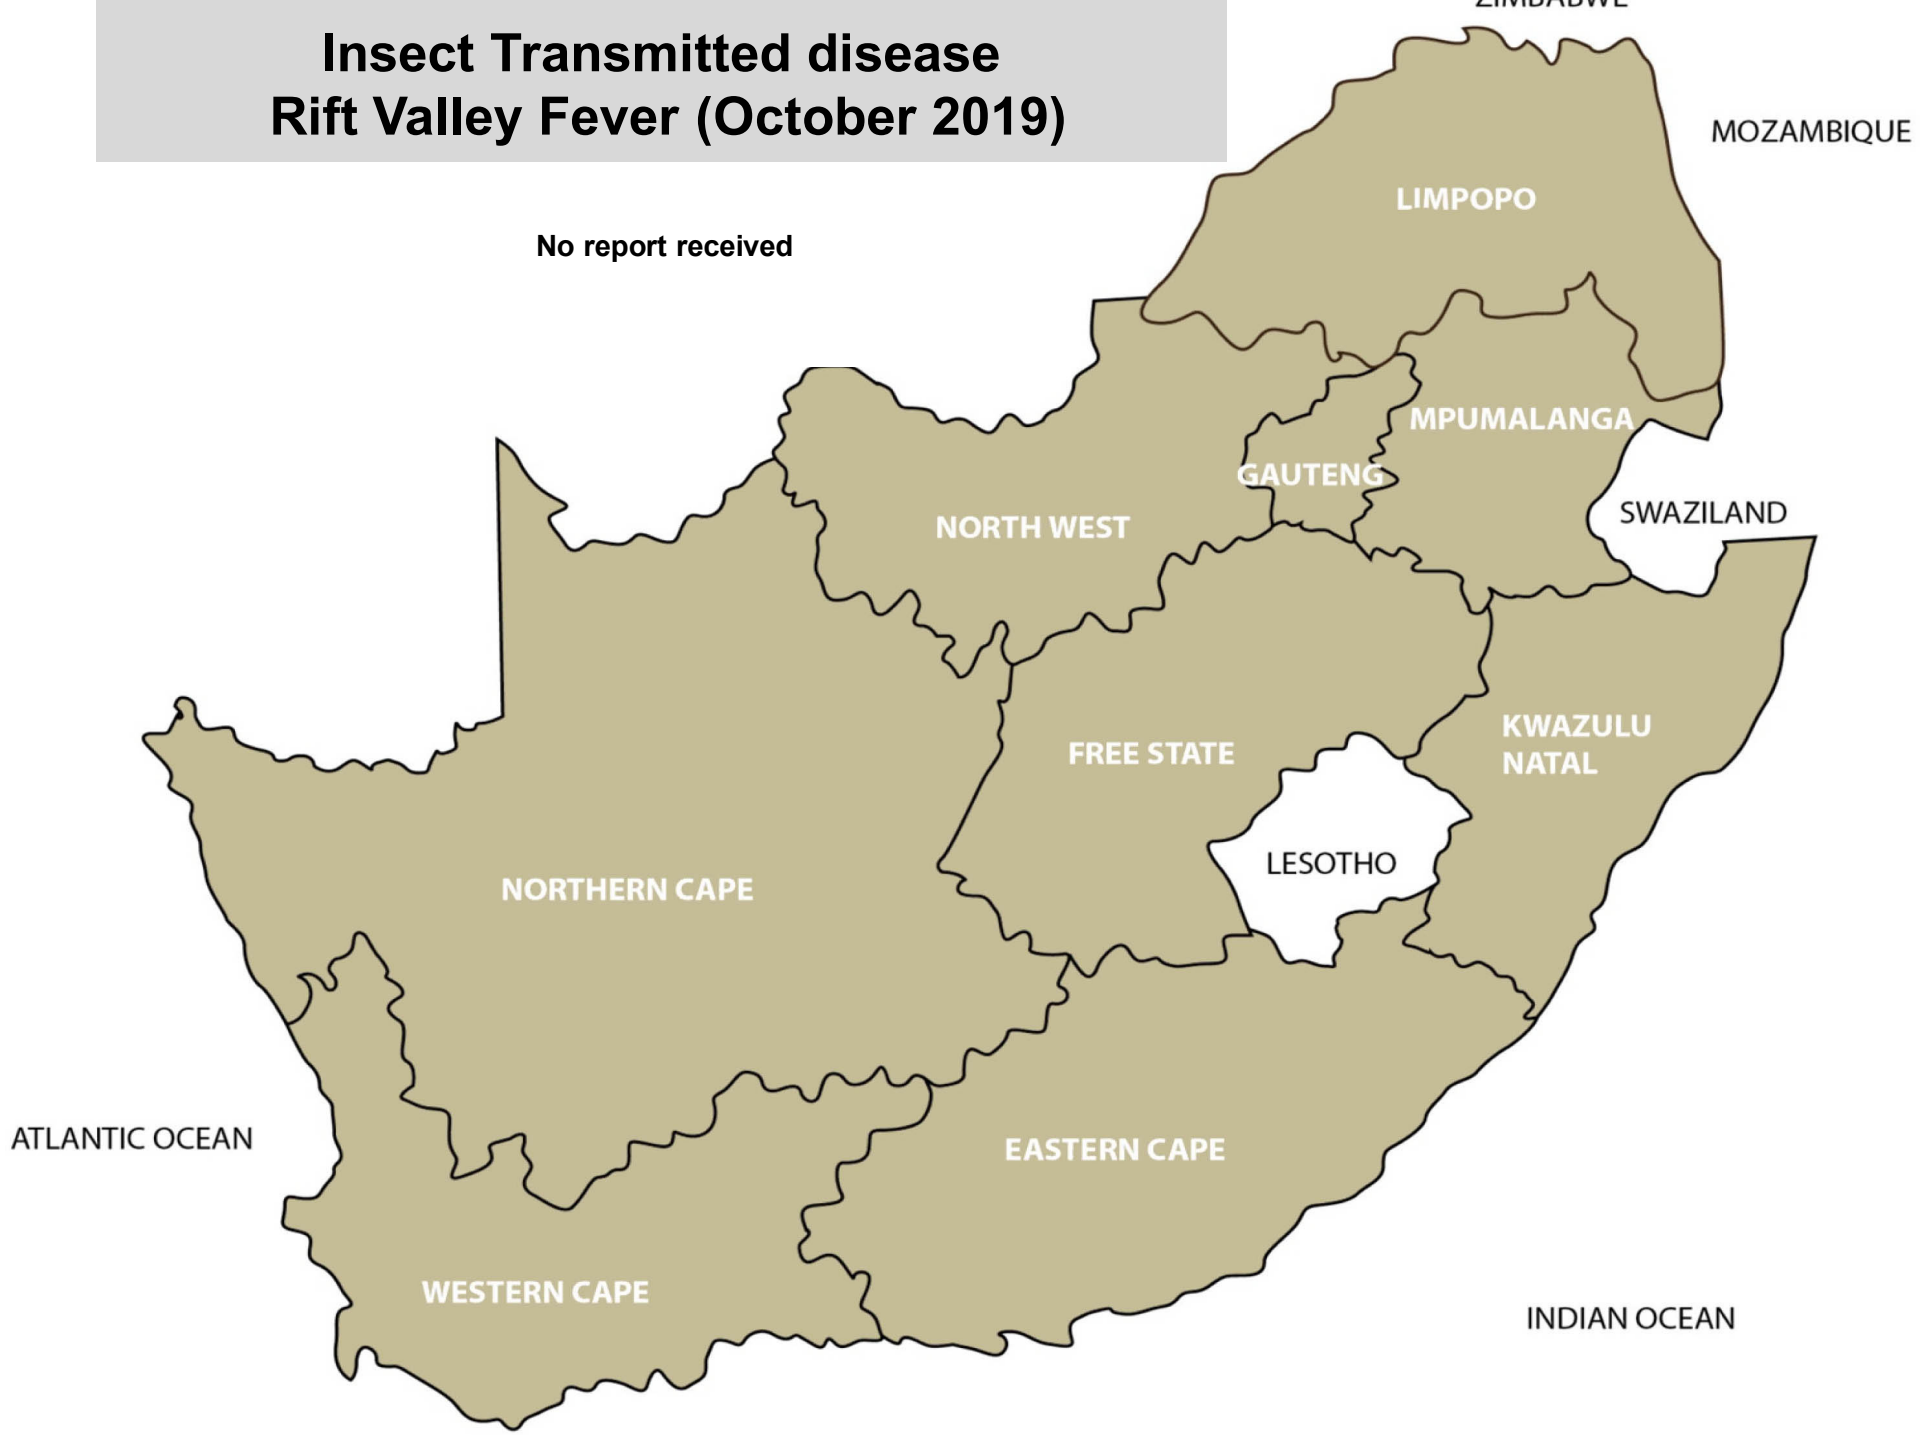 ZIMBABWE
Insect Transmitted disease
Rift Valley Fever (October 2019)
MOZAMBIQUE
LIMPOPO
No report received
MPUMALANGA
GAUTENG
SWAZILAND
NORTH WEST
KWAZULU
NATAL
FREE STATE
LESOTHO
NORTHERN CAPE
ATLANTIC OCEAN
EASTERN CAPE
WESTERN CAPE
INDIAN OCEAN